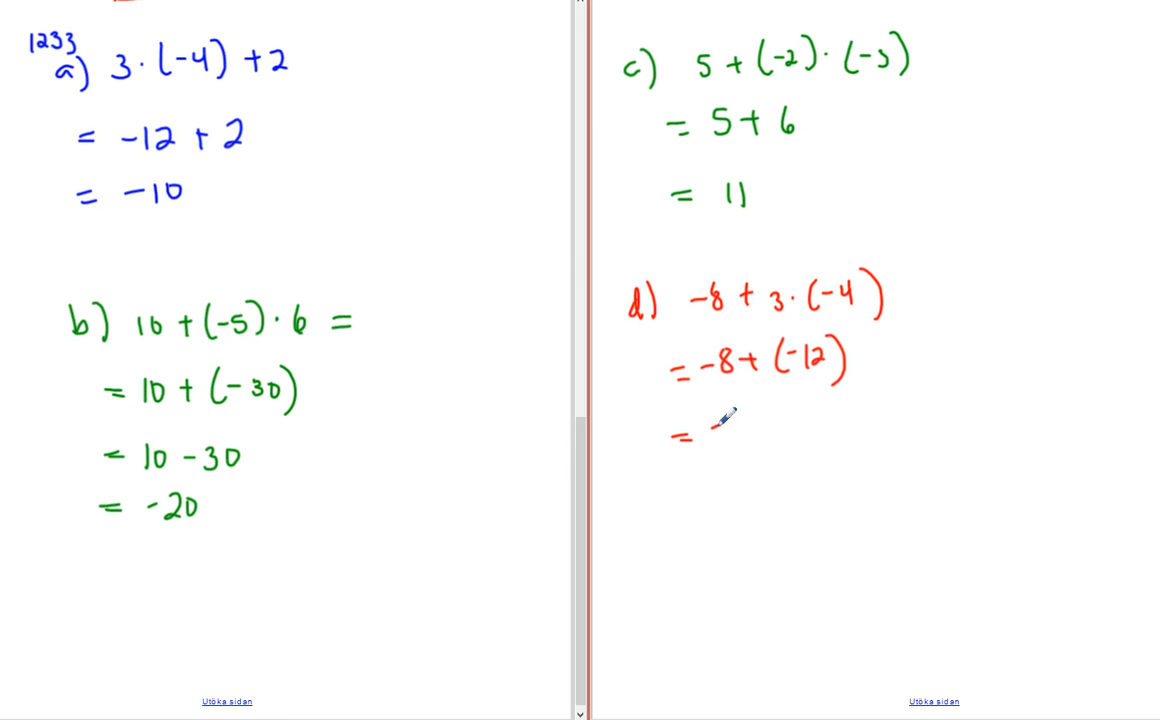 1233
a) 3·(-4) +2
= -12 + 2
= -10
b) 10 + (-5)·6 =
= 10 + (-30)
= 10 - 30
= -20
Utöka sidan
c) 5 + (-2)·(-3)
= 5 + 6
= 11
d) -8 + 3·(-4)
= -8 + (-12)
= -
Utöka sidan